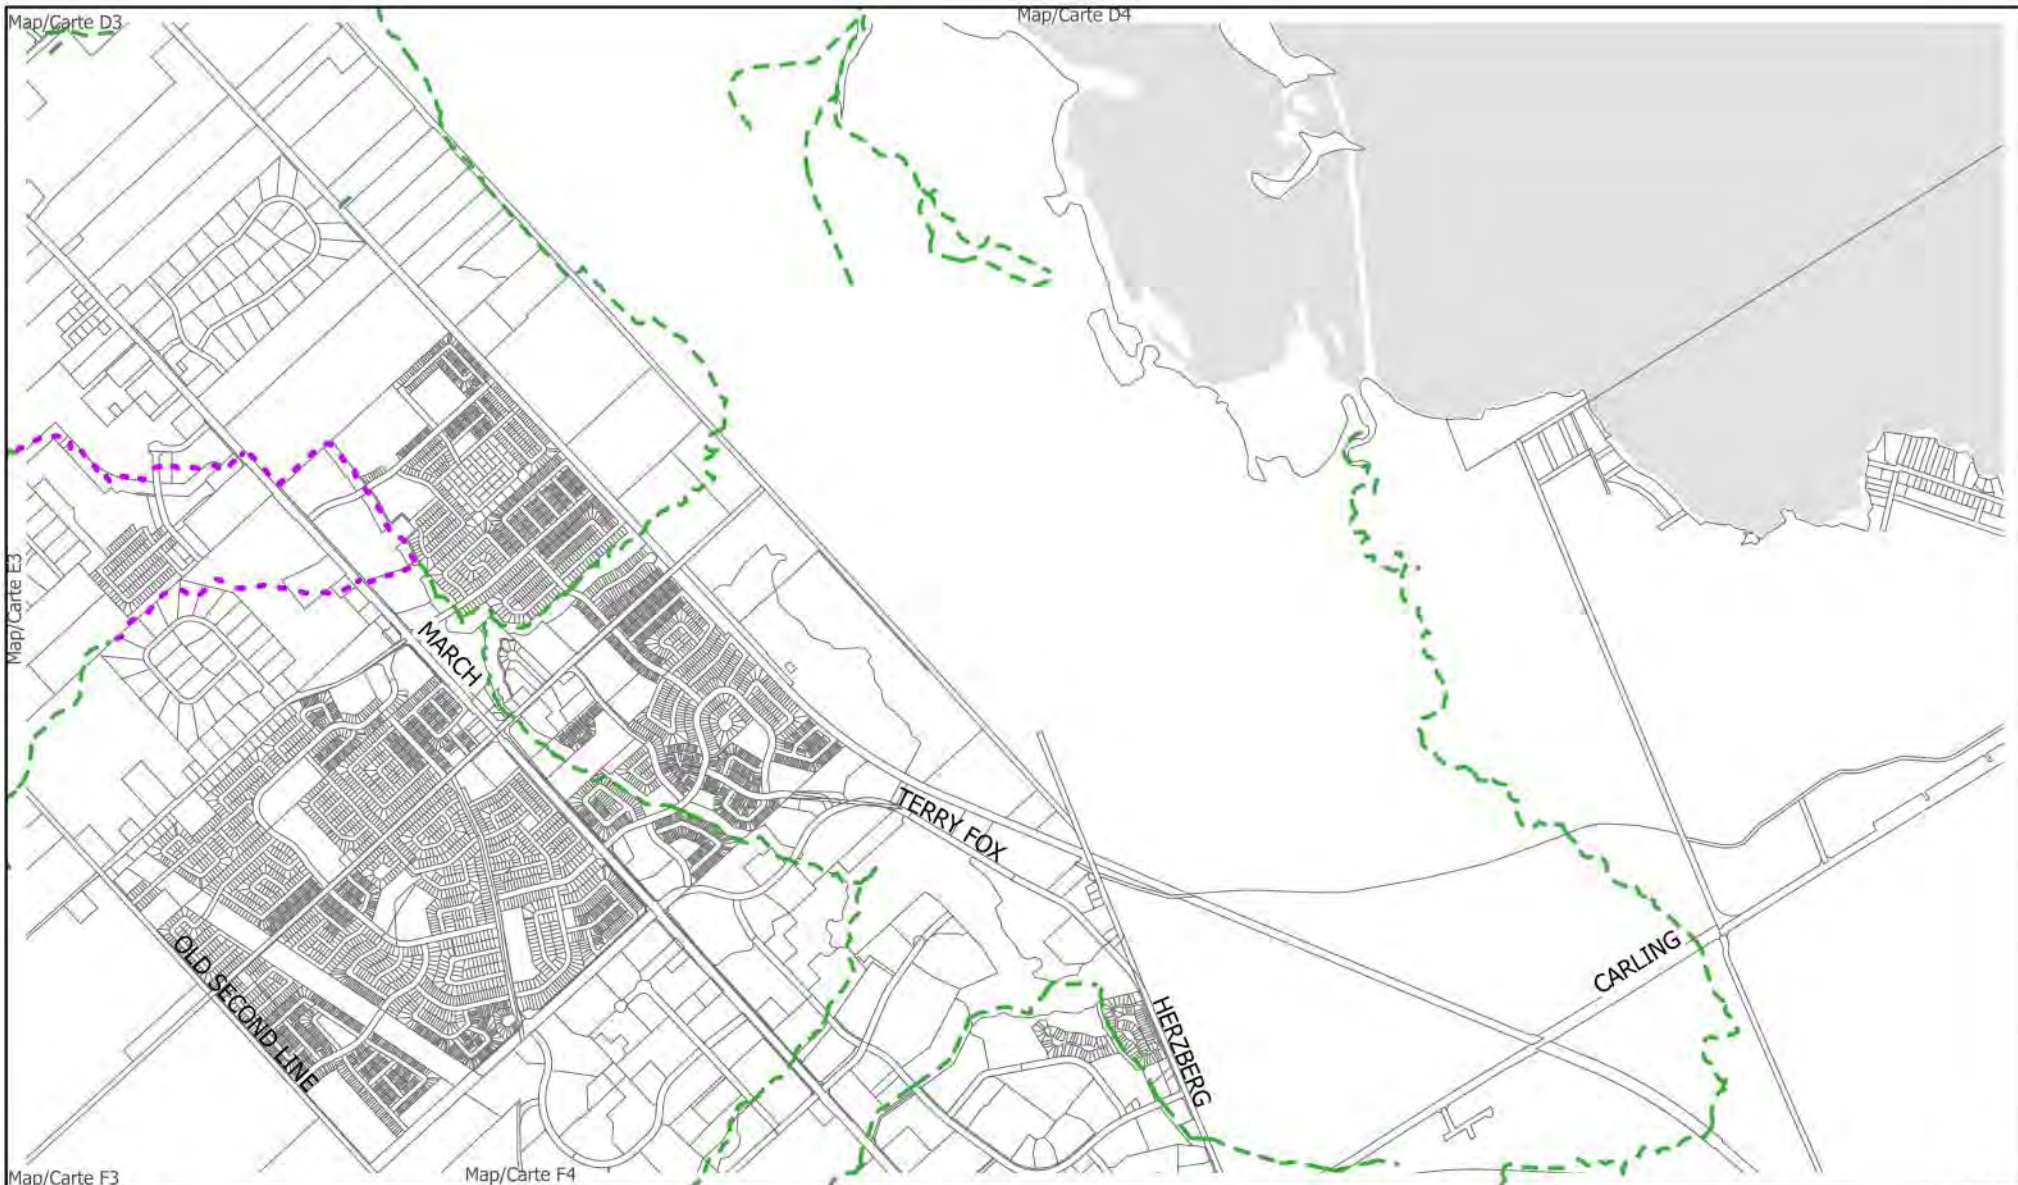 Map/Carte D3
Map/Carte D4
Map/Carte E3
MARCH
TERRY FOX
CARLING
OLD SECOND LINE
HERZBERG
Map/Carte F3
Map/Carte F4